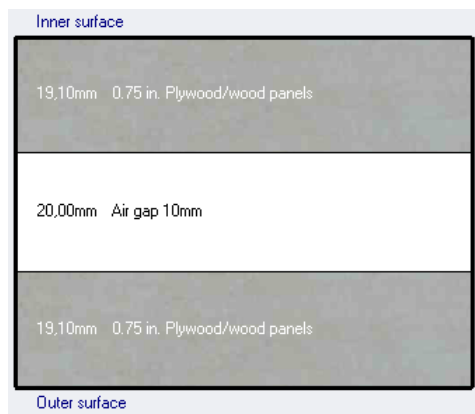 Inner surface
19,10mm 0.75 in. Plywood/wood panels
20,00mm Air gap 10mm
19,10mm 0.75 in. Plywood/wood panels
Outer surface